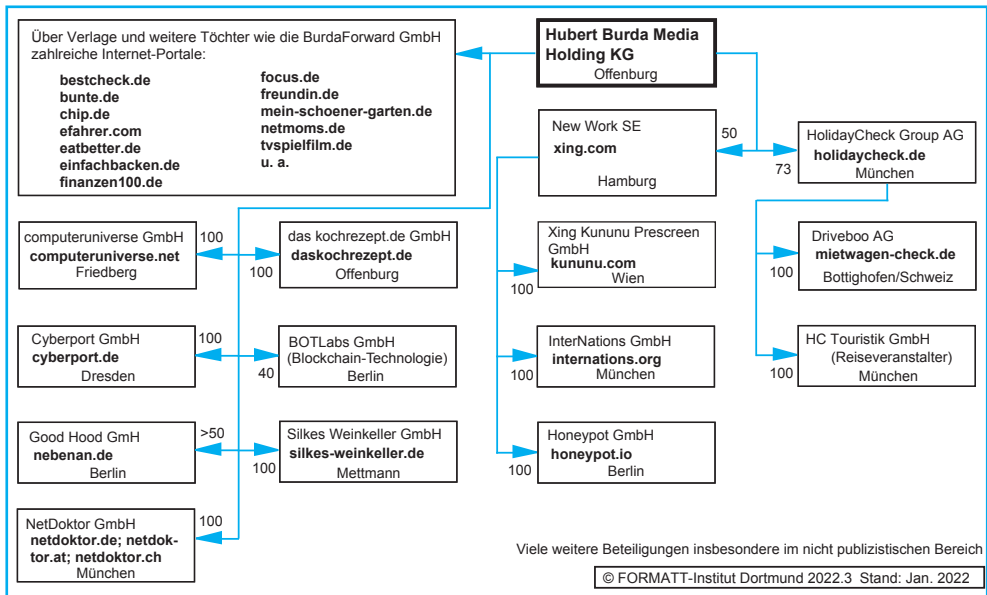 Über Verlage und weitere Töchter wie die BurdaForward GmbH
zahlreiche Internet-Portale:
bestcheck.de
bunte.de
chip.de
efahrer.com
eatbetter.de
einfachbacken.de
finanzen100.de
focus.de
freundin.de
mein-schoener-garten.de
netmoms.de
tvspielfilm.de
u. a.
Hubert Burda Media
Holding KG
Offenburg
New Work SE
xing.com
Hamburg
50
73
HolidayCheck Group AG
holidaycheck.de
München
computeruniverse GmbH
computeruniverse.net
Friedberg
100
100
das kochrezept.de GmbH
daskochrezept.de
Offenburg
Xing Kununu Prescreen
GmbH
kununu.com
Wien
100
Driveboo AG
mietwagen-check.de
Bottighofen/Schweiz
100
Cyberport GmbH
cyberport.de
Dresden
100
40
BOTLabs GmbH
(Blockchain-Technologie)
Berlin
InterNations GmbH
internations.org
München
100
HC Touristik GmbH
(Reiseveranstalter)
München
100
Good Hood GmH
nebenan.de
Berlin
>50
100
Silkes Weinkeller GmbH
silkes-weinkeller.de
Mettmann
Honeypot GmbH
honeypot.io
Berlin
100
NetDoktor GmbH
netdoktor.de; netdok-
tor.at; netdoktor.ch
München
100
Viele weitere Beteiligungen insbesondere im nicht publizistischen Bereich
© FORMATT-Institut Dortmund 2022.3 Stand: Jan. 2022